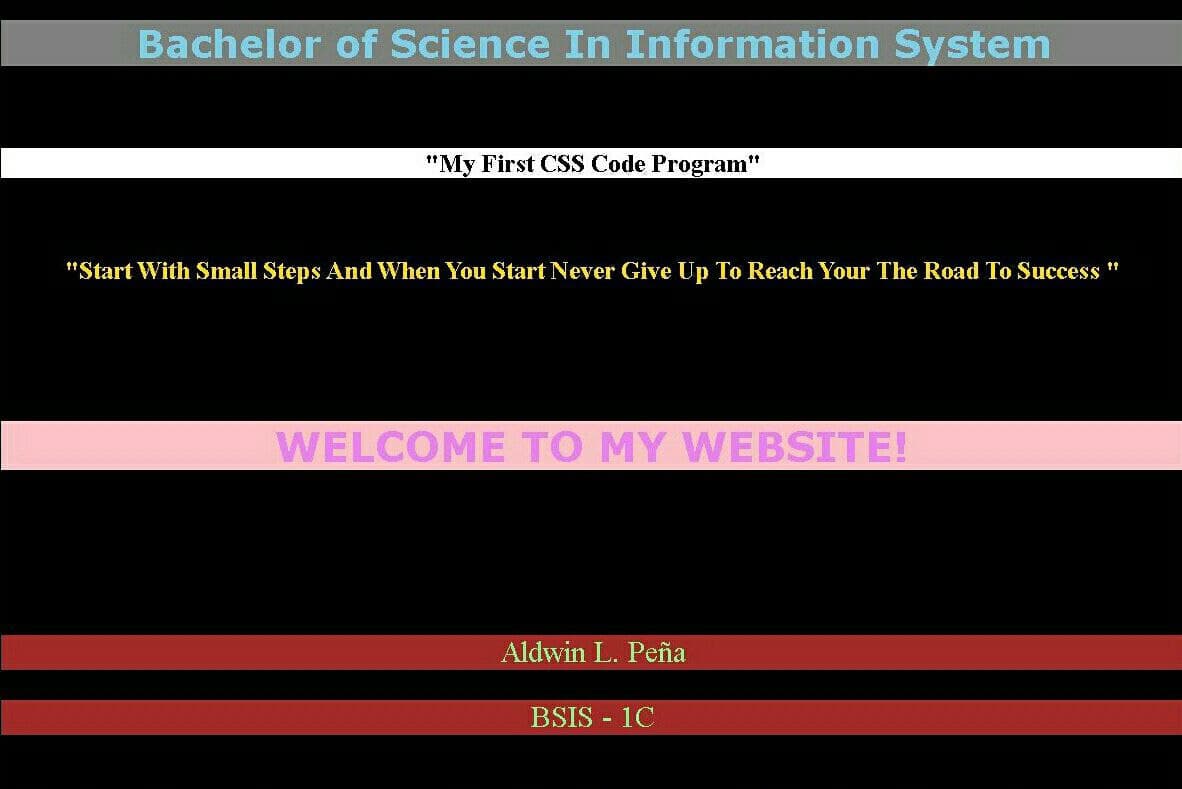 Bachelor of Science In Information System
"My First CSS Code Program"
"Start With Small Steps And When You Start Never Give Up To Reach Your The Road To Success "
WELCOME TO MY WEBSITE!
Aldwin L. Peña
BSIS - 1C